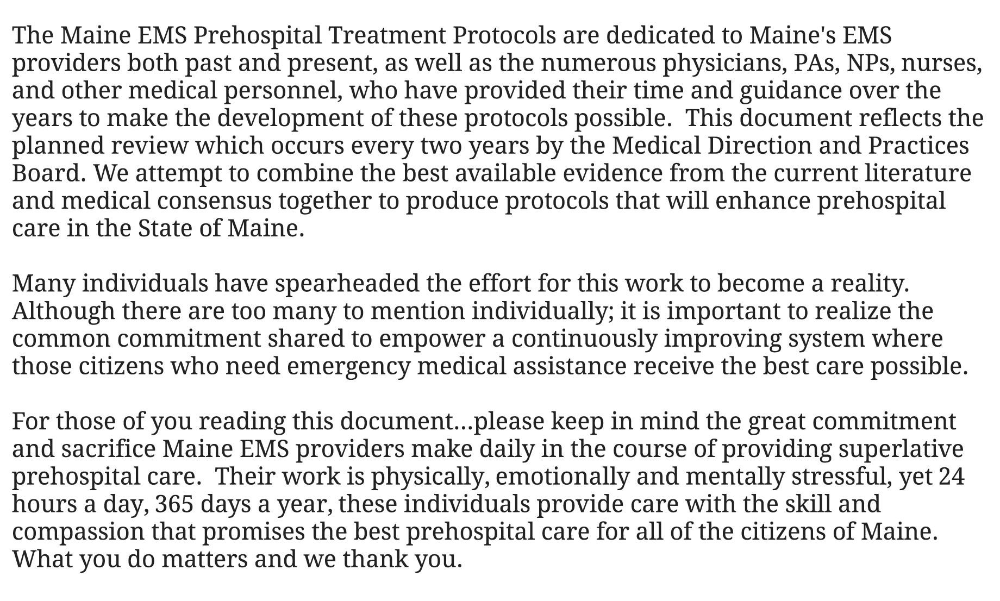 The Maine EMS Prehospital Treatment Protocols are dedicated to Maine's EMS
providers both past and present, as well as the numerous physicians, PAs, NPs, nurses,
and other medical personnel, who have provided their time and guidance over the
years to make the development of these protocols possible.  This document reflects the
planned review which occurs every two years by the Medical Direction and Practices
Board. We attempt to combine the best available evidence from the current literature
and medical consensus together to produce protocols that will enhance prehospital
care in the State of Maine.

Many individuals have spearheaded the effort for this work to become a reality.
Although there are too many to mention individually; it is important to realize the
common commitment shared to empower a continuously improving system where
those citizens who need emergency medical assistance receive the best care possible.

For those of you reading this document...please keep in mind the great commitment
and sacrifice Maine EMS providers make daily in the course of providing superlative
prehospital care.  Their work is physically, emotionally and mentally stressful, yet 24
hours a day, 365 days a year, these individuals provide care with the skill and
compassion that promises the best prehospital care for all of the citizens of Maine.
What you do matters and we thank you.